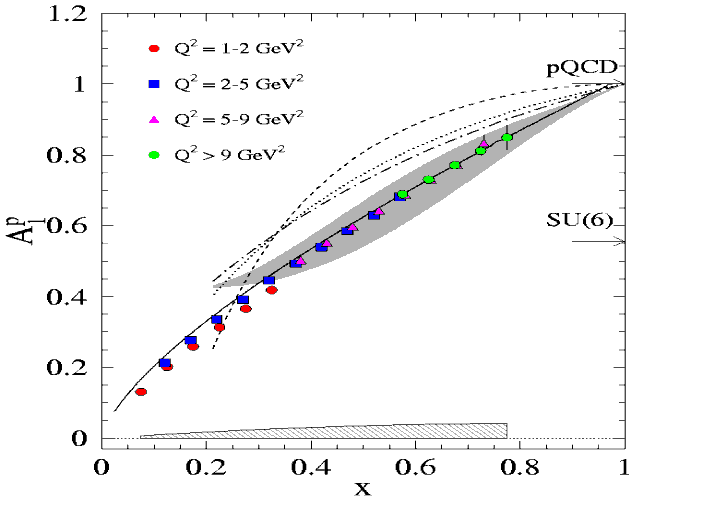 1.2
Q² = 1-2 GeV²
pQCD
1
Q² = 2-5 GeV²
Q² = 5-9 GeV²
0.8
Q² > 9 GeV²
A₁ᵖ
0.6
SU(6)
0.4
0.2
0
0 0.2 0.4 0.6 0.8 1
x